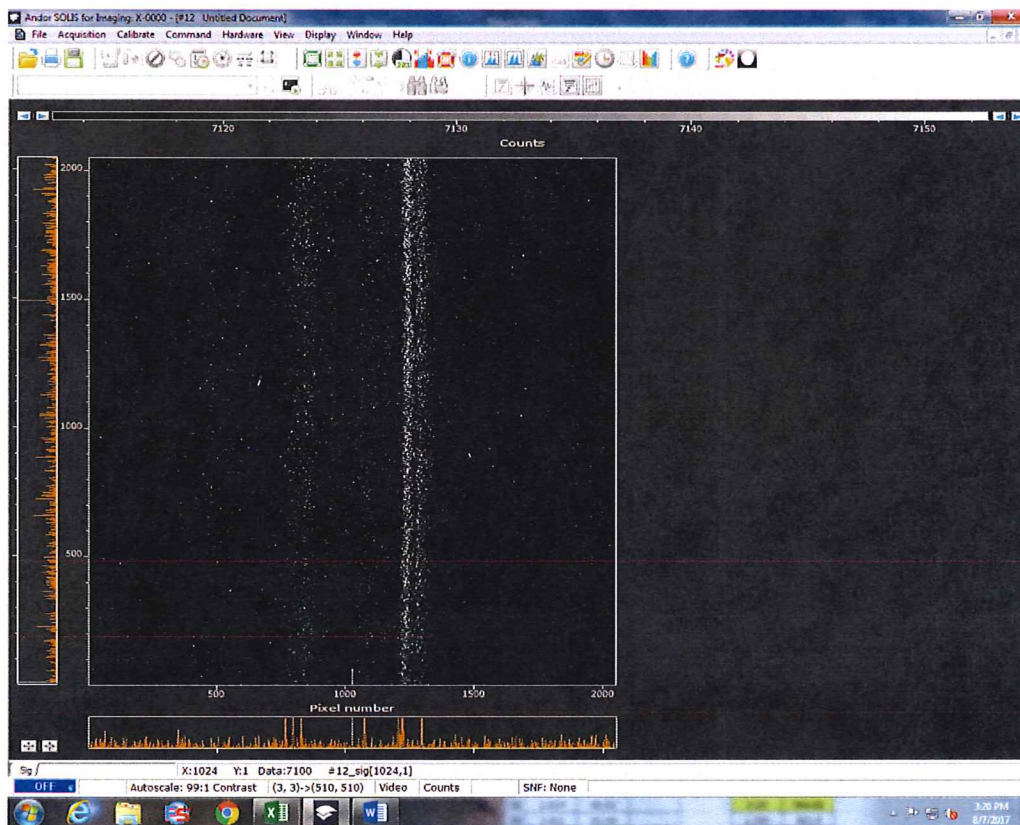 Andor SOLIS for Imaging: X-0000 - [#12 Untitled Document]
File Acquisition Calibrate Command Hardware View Display Window Help
7120 7130 7140 7150
Counts
2000
1500
1000
500
500 1000 1500 2000
Pixel number
Sig X:1024 Y:1 Data:7100 #12_sig[1024,1]
OFF Autoscale: 99:1 Contrast (3, 3)->(510, 510) Video Counts SNF: None
3:20 PM
8/7/2017